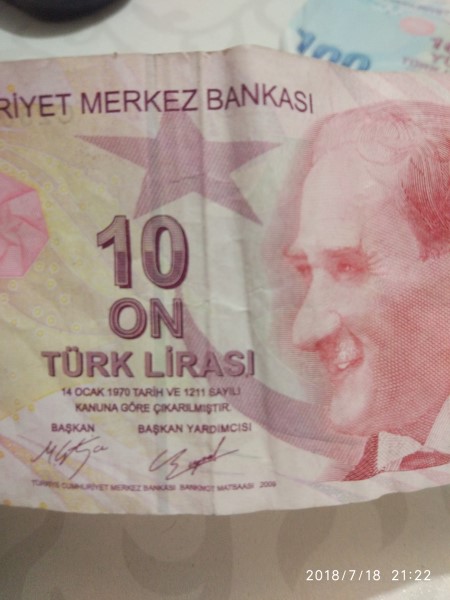 100
RİYET MERKEZ BANKASI
10
ON
TÜRK LİRASI
14 OCAK 1970 TARİH VE 1211 SAYILI
KANUNA GÖRE ÇIKARILMIŞTIR.
BAŞKAN BAŞKAN YARDIMCISI
TÜRKİYE CUMHURİYET MERKEZ BANKASI BANKNOT MATBAASI 2009
2018/7/18 21:22